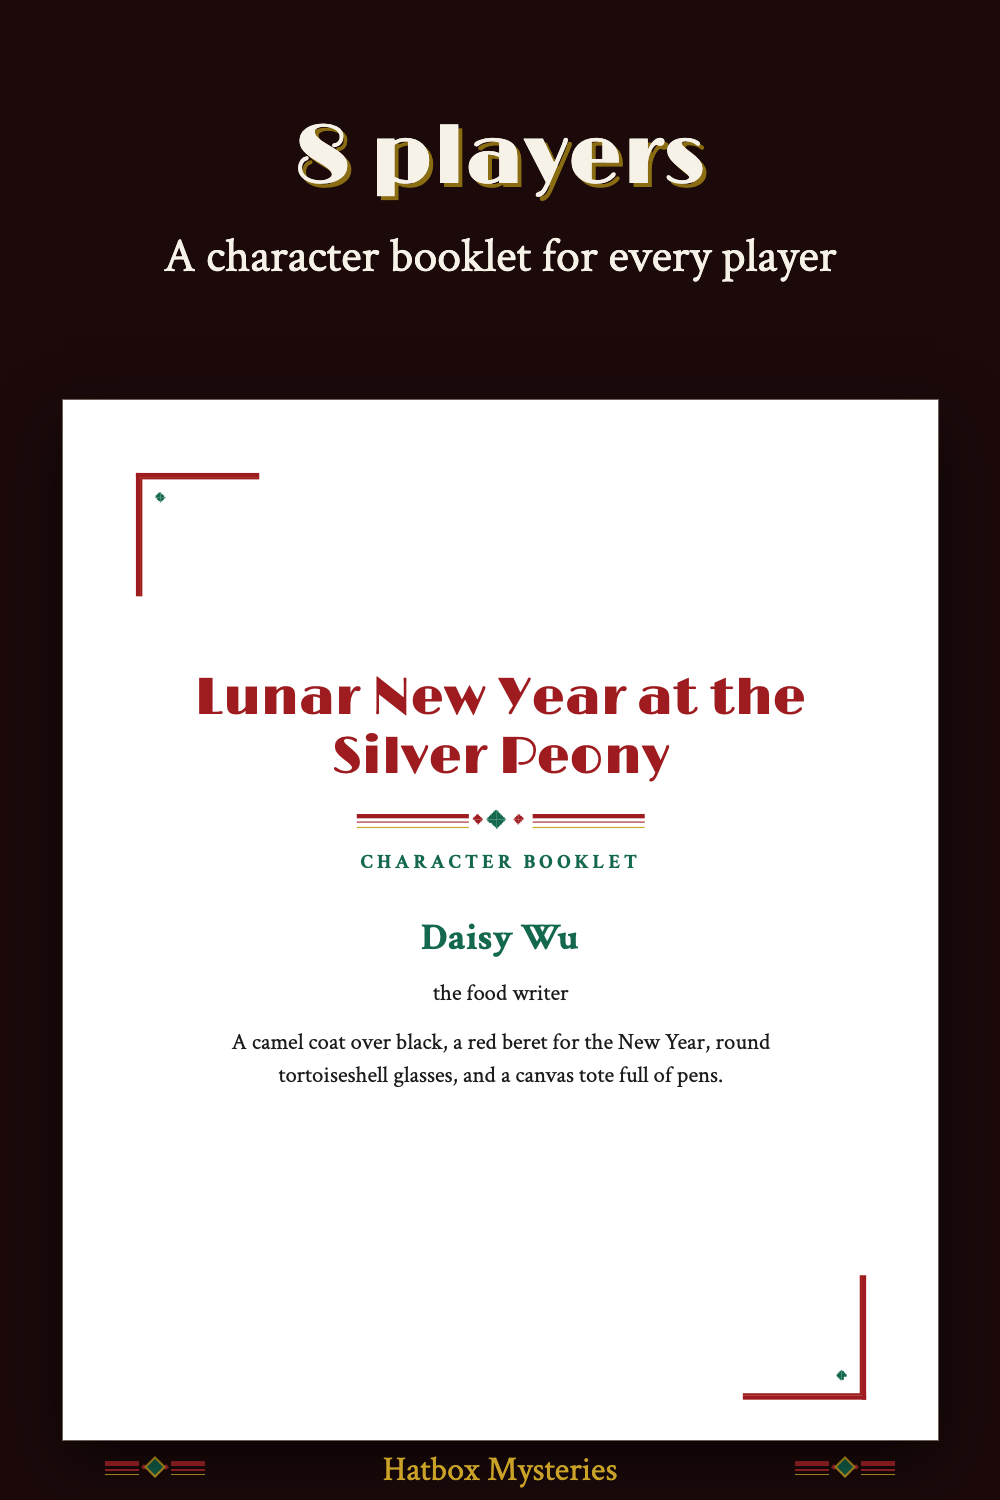 8 players
A character booklet for every player
Lunar New Year at the
Silver Peony
CHARACTER BOOKLET
Daisy Wu
the food writer
A camel coat over black, a red beret for the New Year, round
tortoiseshell glasses, and a canvas tote full of pens.
Hatbox Mysteries